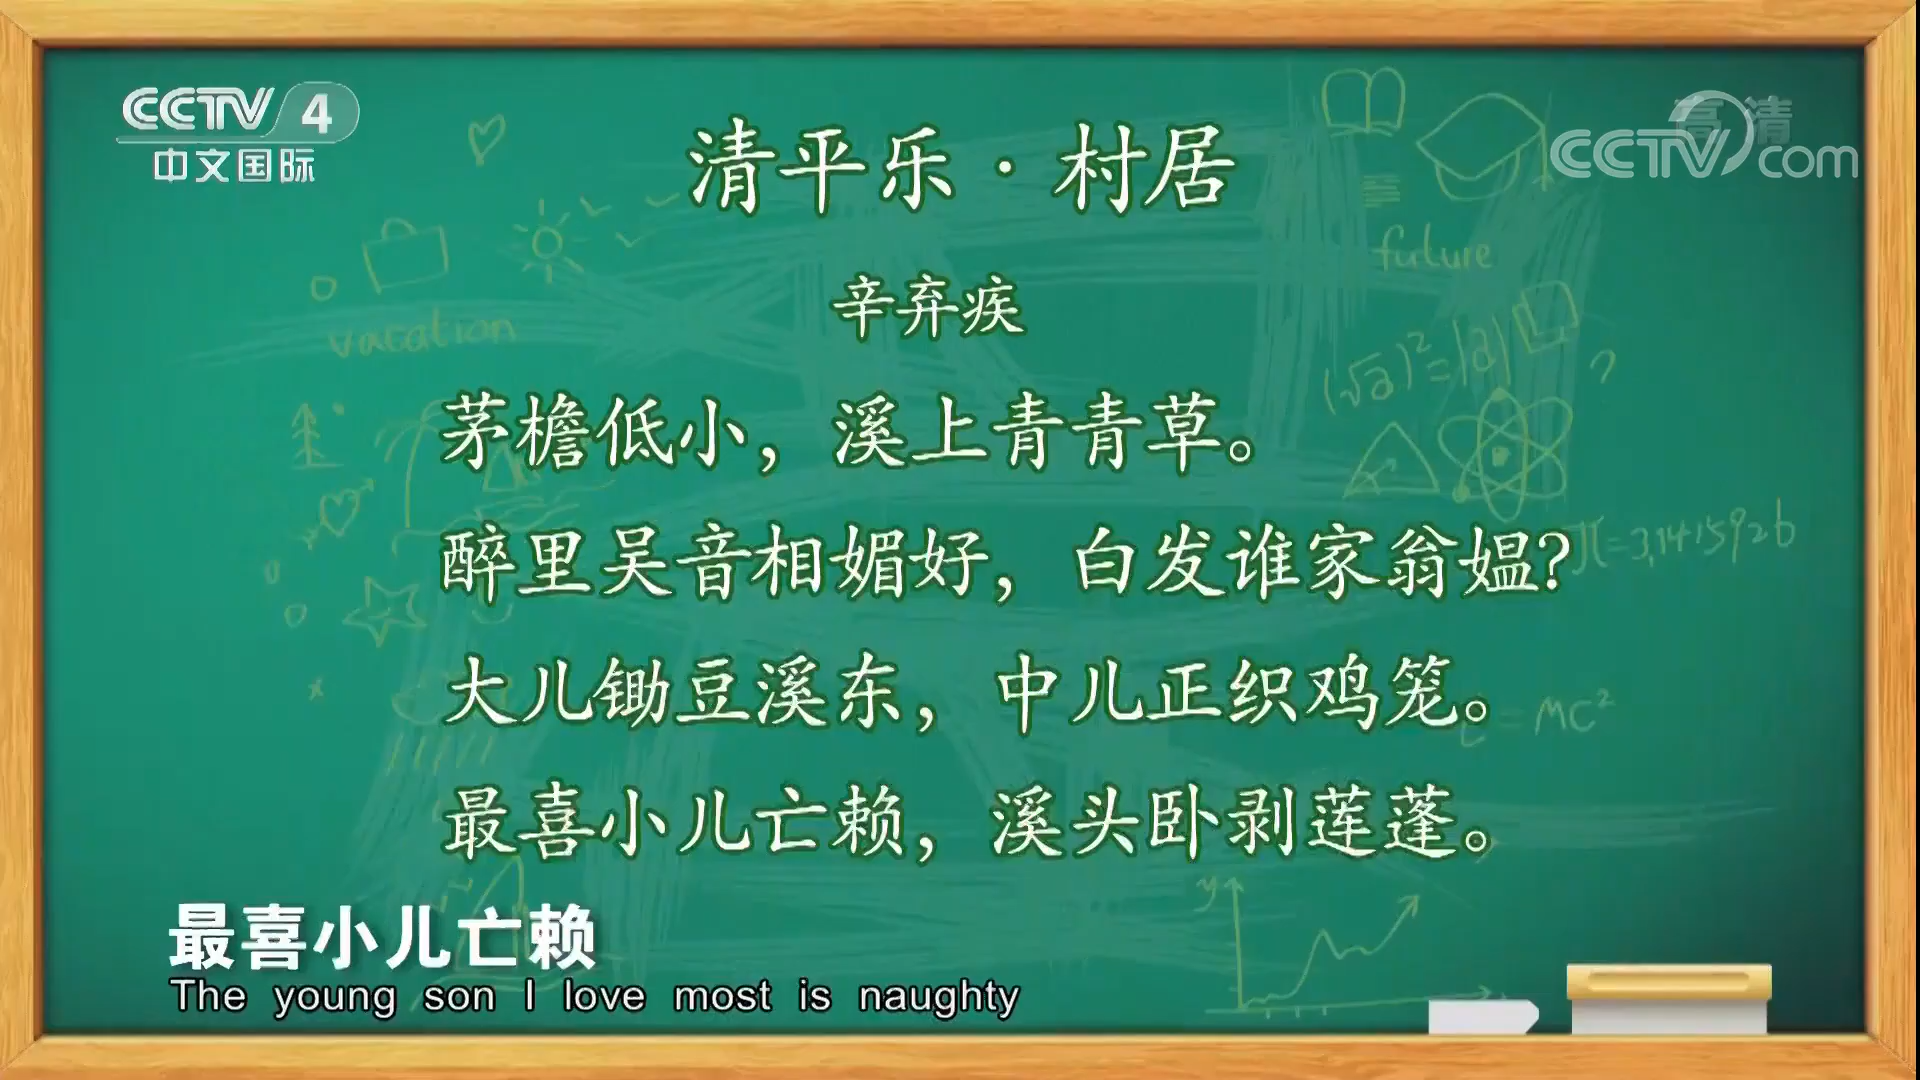 CCTV 4
中文国际
高清
CCTV com
清平乐·村居
辛弃疾
茅檐低小，溪上青青草。
醉里吴音相媚好，白发谁家翁媪?
大儿锄豆溪东，中儿正织鸡笼。
最喜小儿亡赖，溪头卧剥莲蓬。
vacation
future
(√a)²=|a|
π=3.1415926
e=mc²
y
最喜小儿亡赖
The young son I love most is naughty